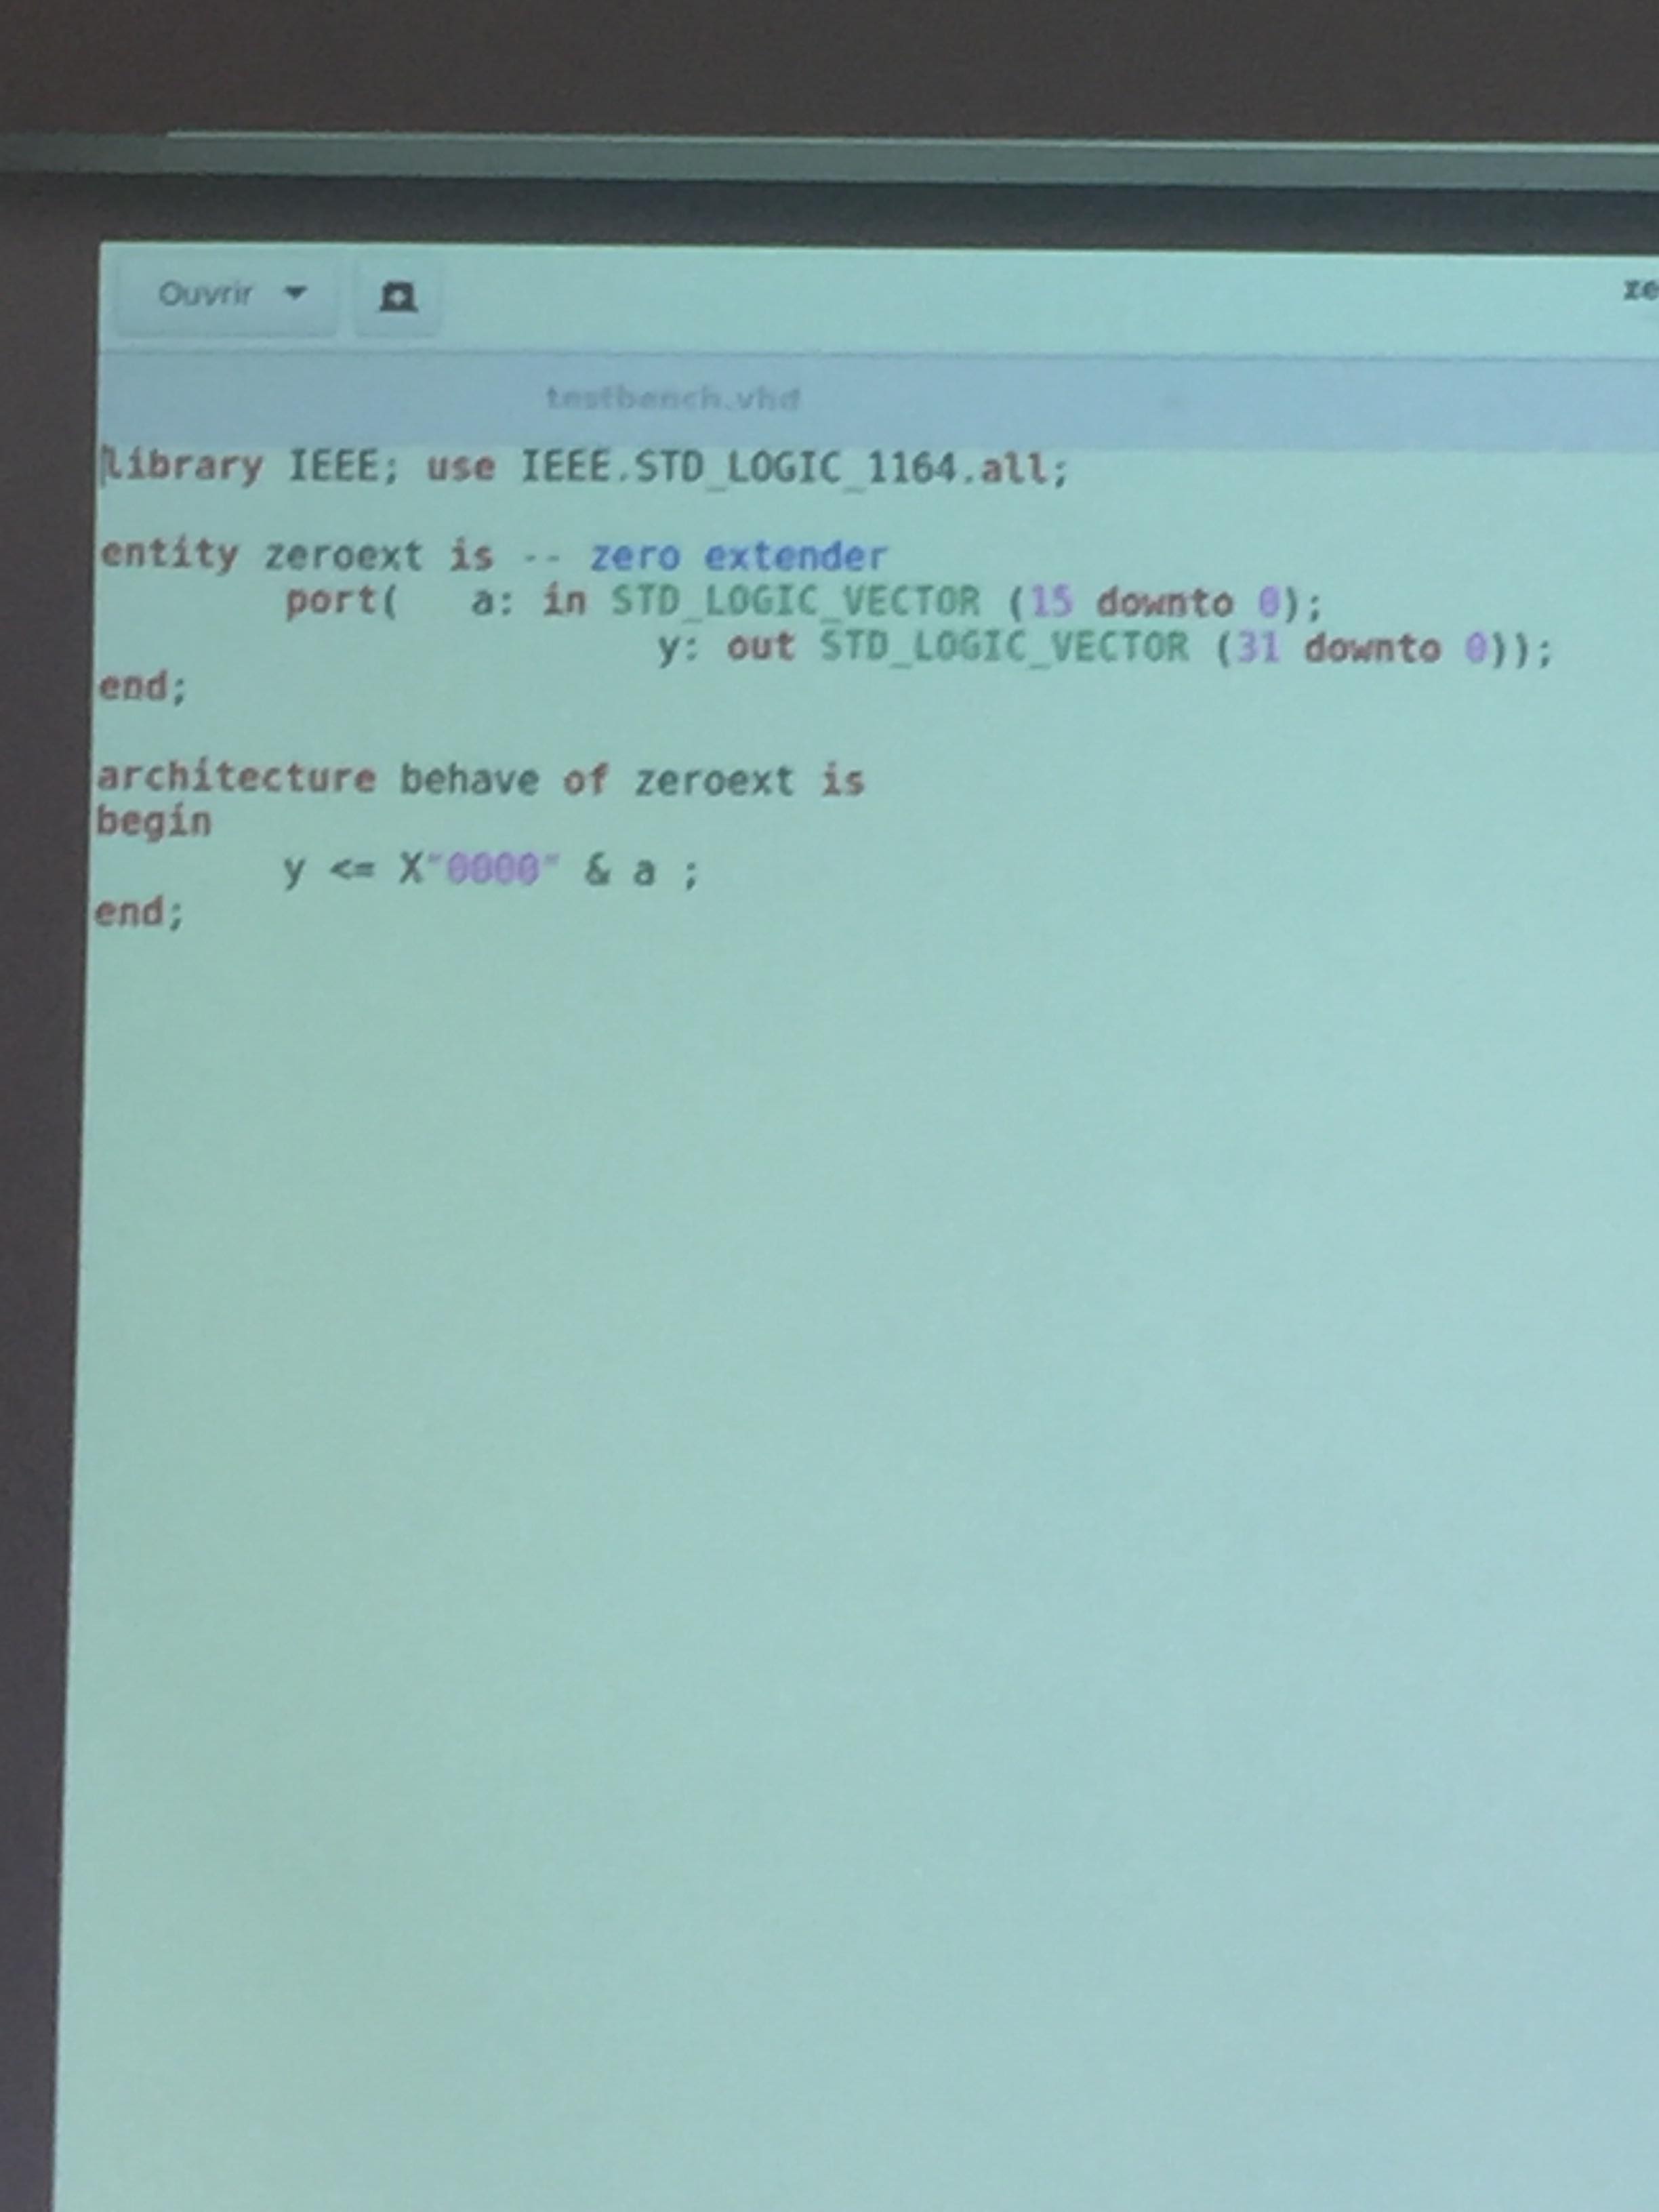 Ouvrir
ze
testbench.vhd
library IEEE; use IEEE.STD_LOGIC_1164.all;
entity zeroext is -- zero extender
port( a: in STD_LOGIC_VECTOR (15 downto 0);
y: out STD_LOGIC_VECTOR (31 downto 0));
end;
architecture behave of zeroext is
begin
y <= X"0000" & a ;
end;